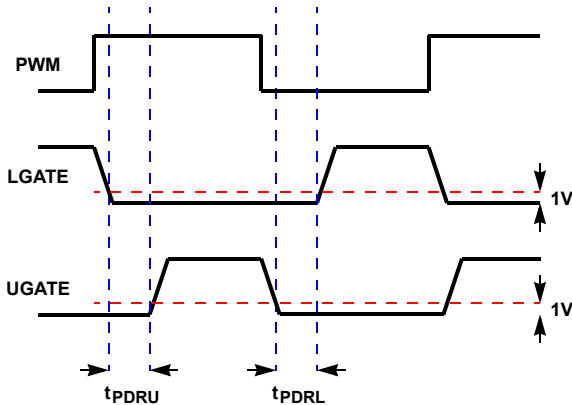 PWM
LGATE
1V
UGATE
1V
tPDRU
tPDRL